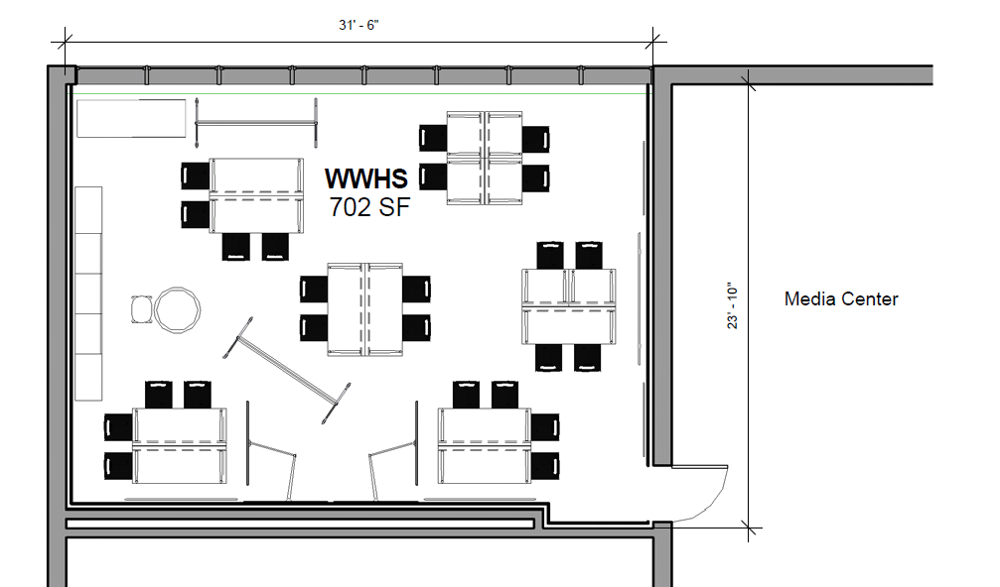 31' - 6"
WWHS
702 SF
23' - 10"
Media Center